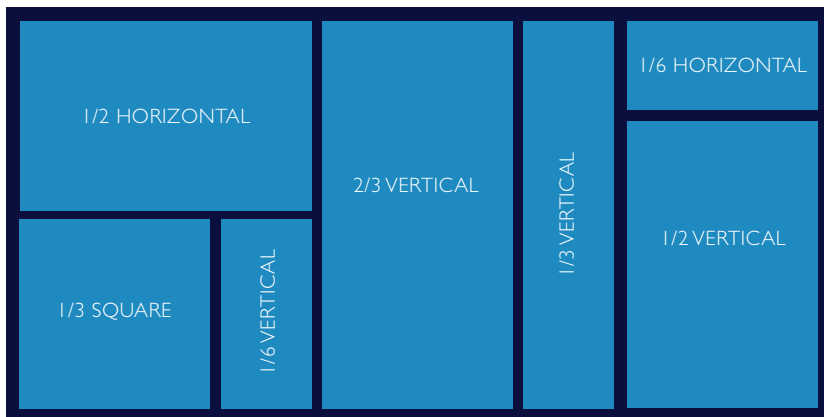 1/2 HORIZONTAL
1/3 SQUARE
1/6 VERTICAL
2/3 VERTICAL
1/3 VERTICAL
1/6 HORIZONTAL
1/2 VERTICAL